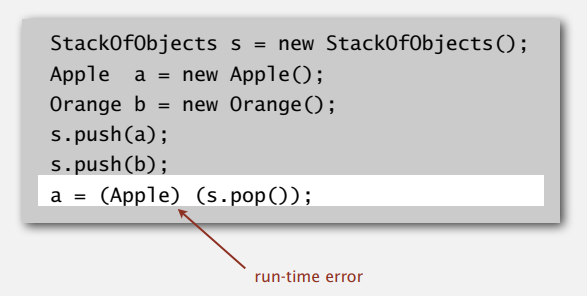 StackOfObjects s = new StackOfObjects();
Apple  a = new Apple();
Orange b = new Orange();
s.push(a);
s.push(b);
a = (Apple) (s.pop());
run-time error